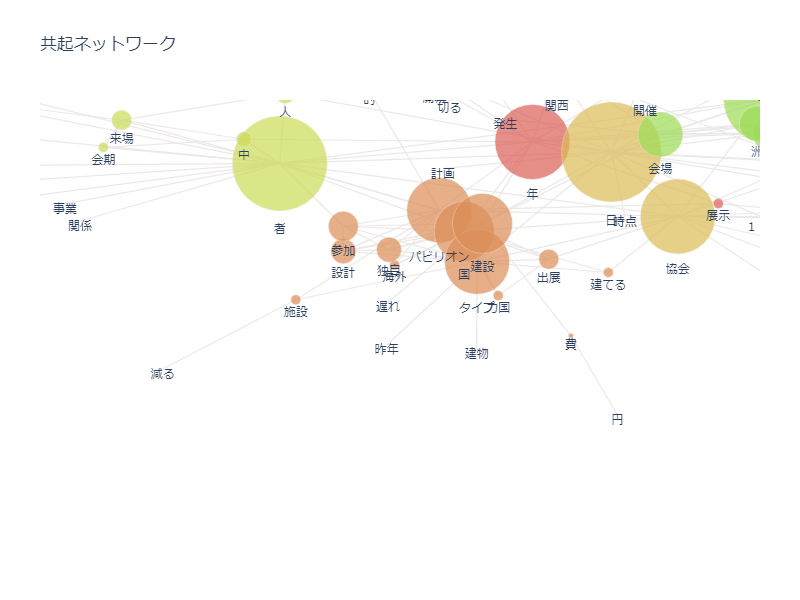 共起ネットワーク
人
切る
関西
開催
来場
発生
中
会期
会場
計画
年
事業
展示
関係
者
日
時点
1
参加
パビリオン
設計
独自
海外
国
建設
出展
建てる
協会
施設
遅れ
タイプ
カ国
費
昨年
建物
減る
円